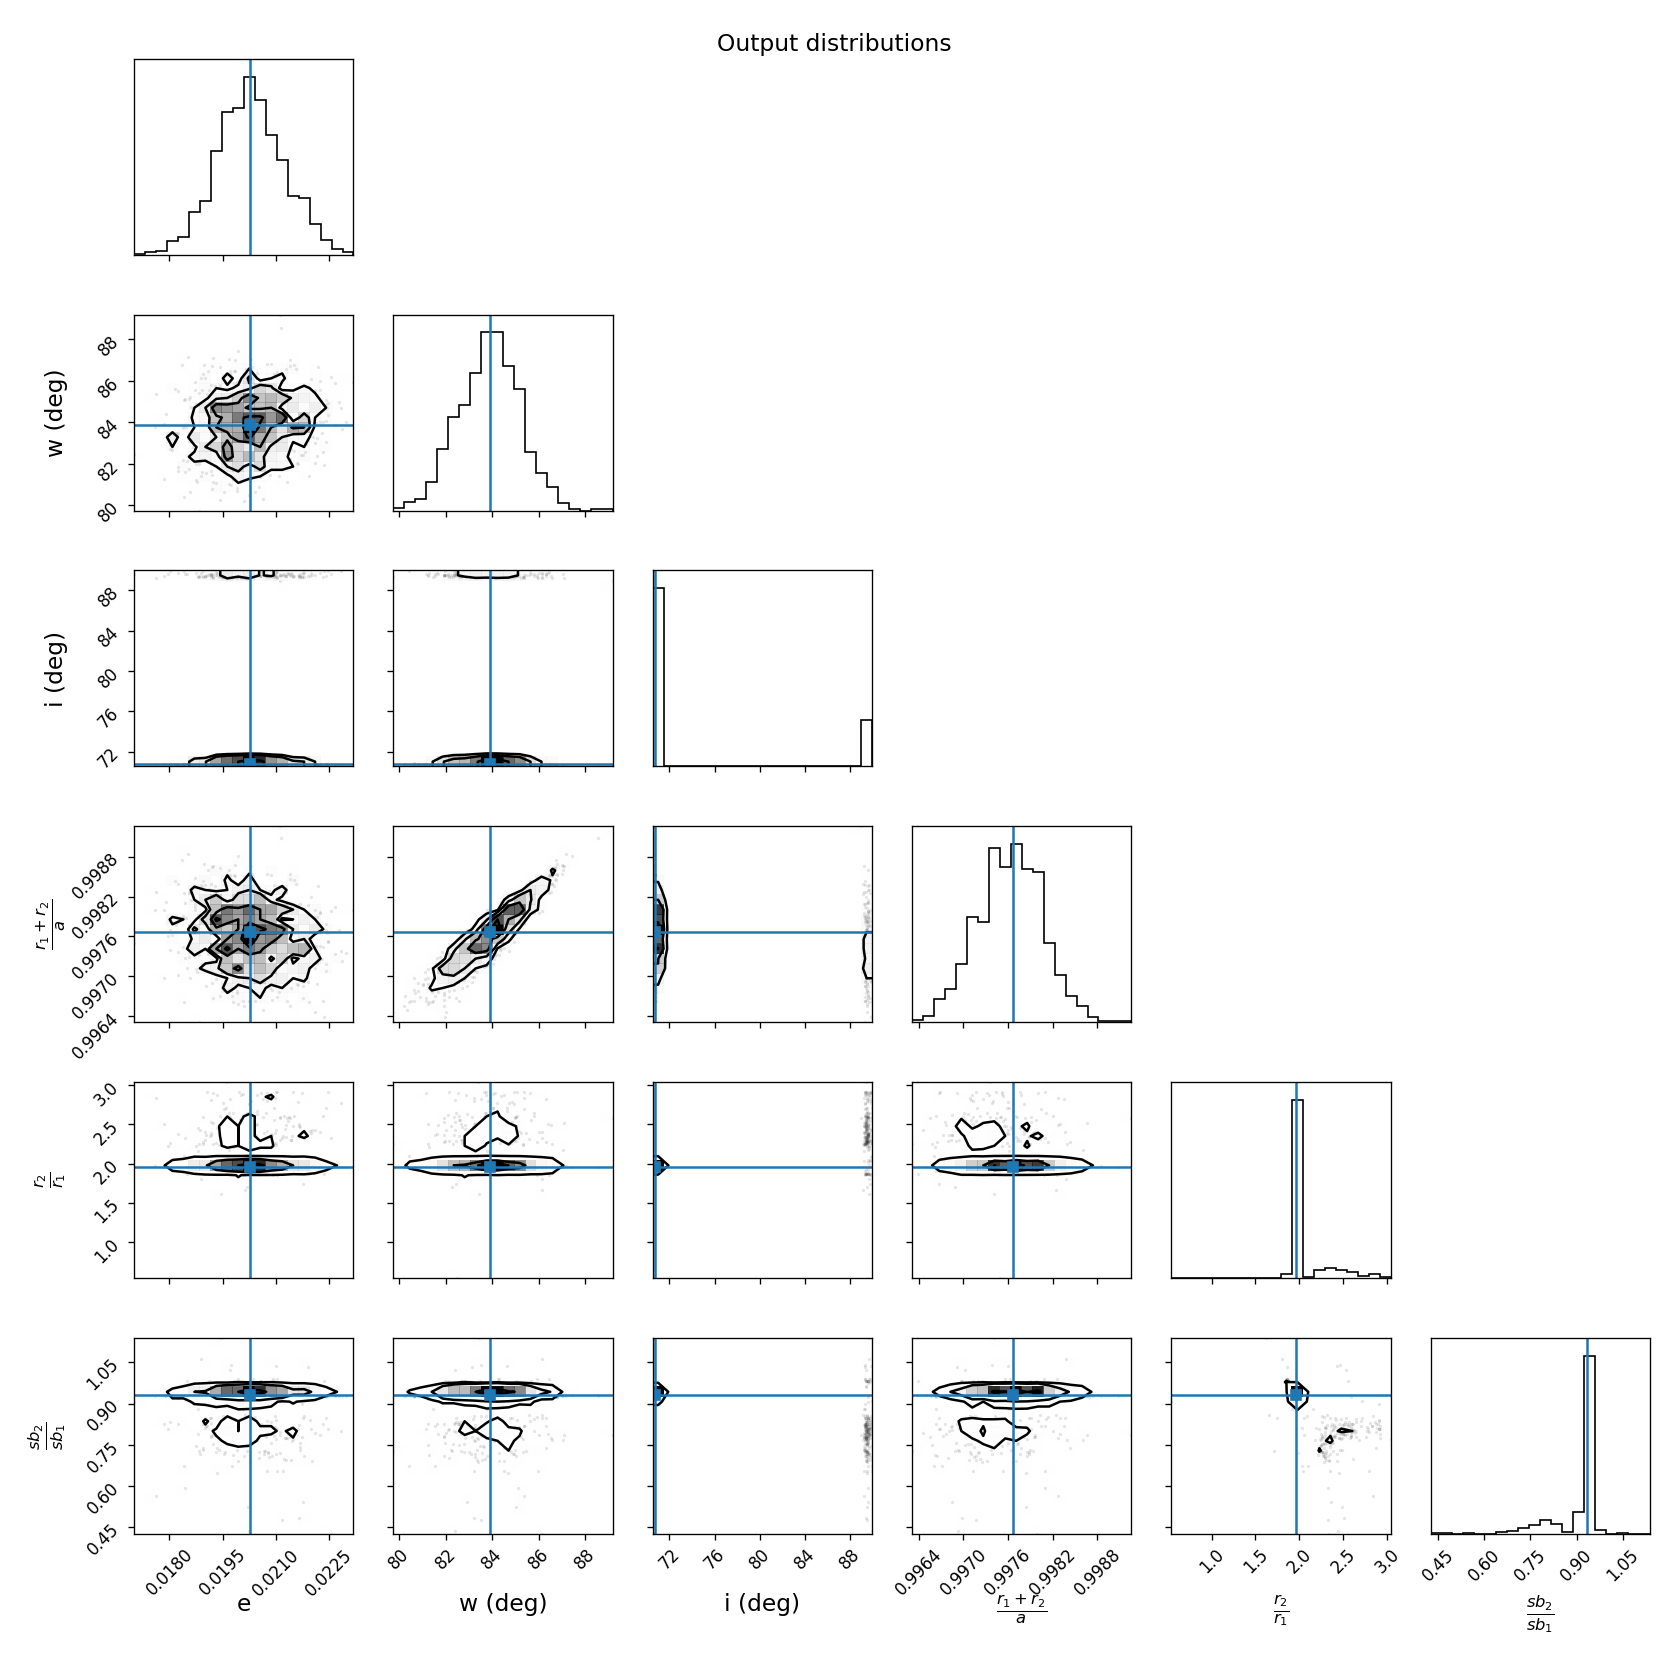 Output distributions
88
86
84
82
80
w (deg)
88
84
80
76
72
i (deg)
0.9988
0.9982
0.9976
0.9970
0.9964
r₁ + r₂
a
3.0
2.5
2.0
1.5
1.0
r₂
r₁
1.05
0.90
0.75
0.60
0.45
sb₂
sb₁
0.0180 0.0195 0.0210 0.0225
80 82 84 86 88
72 76 80 84 88
0.9964 0.9970 0.9976 0.9982 0.9988
1.0 1.5 2.0 2.5 3.0
0.45 0.60 0.75 0.90 1.05
e
w (deg)
i (deg)
r₁ + r₂
a
r₂
r₁
sb₂
sb₁